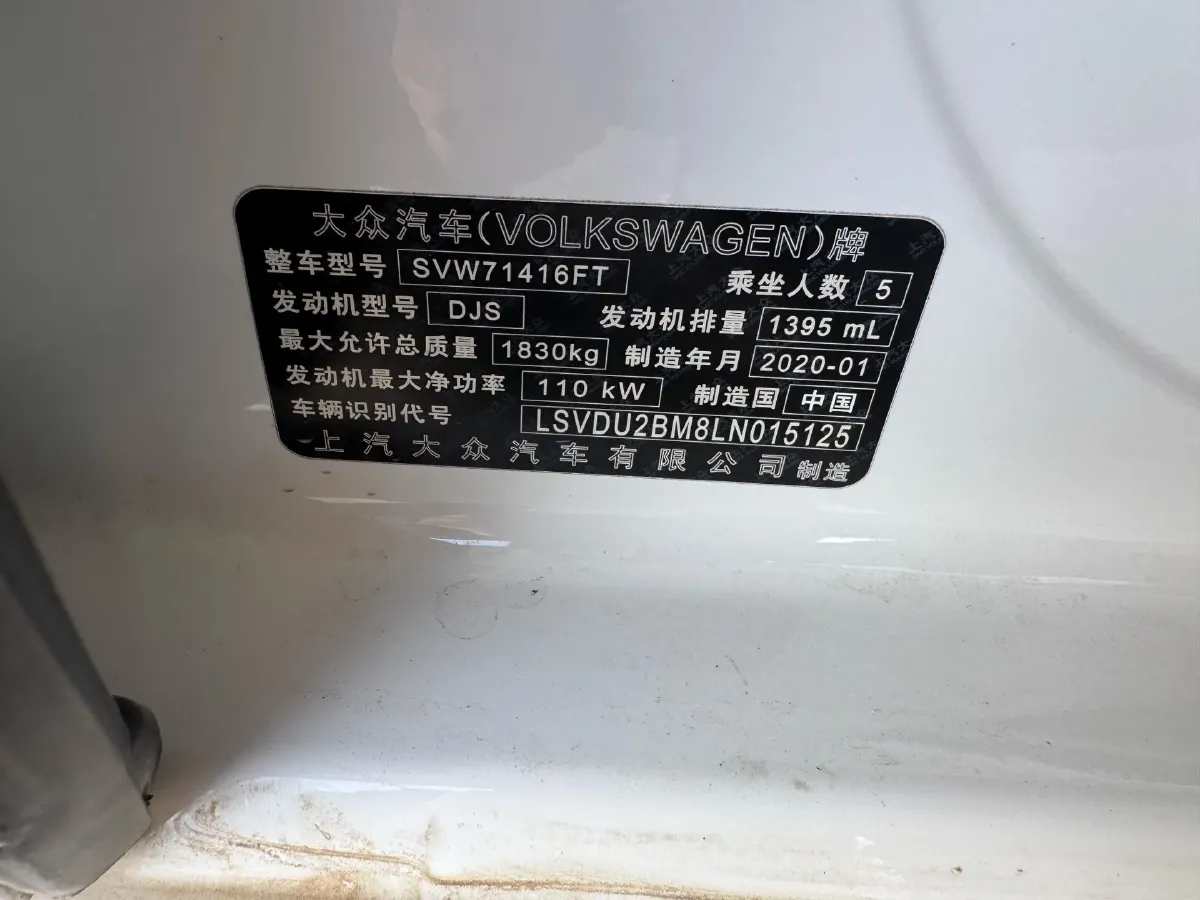 大众汽车(VOLKSWAGEN)牌
整车型号 SVW71416FT 乘坐人数 5
发动机型号 DJS 发动机排量 1395 mL
最大允许总质量 1830kg 制造年月 2020-01
发动机最大净功率 110 kW 制造国 中国
车辆识别代号 LSVDU2BM8LN015125
上汽大众汽车有限公司 制造